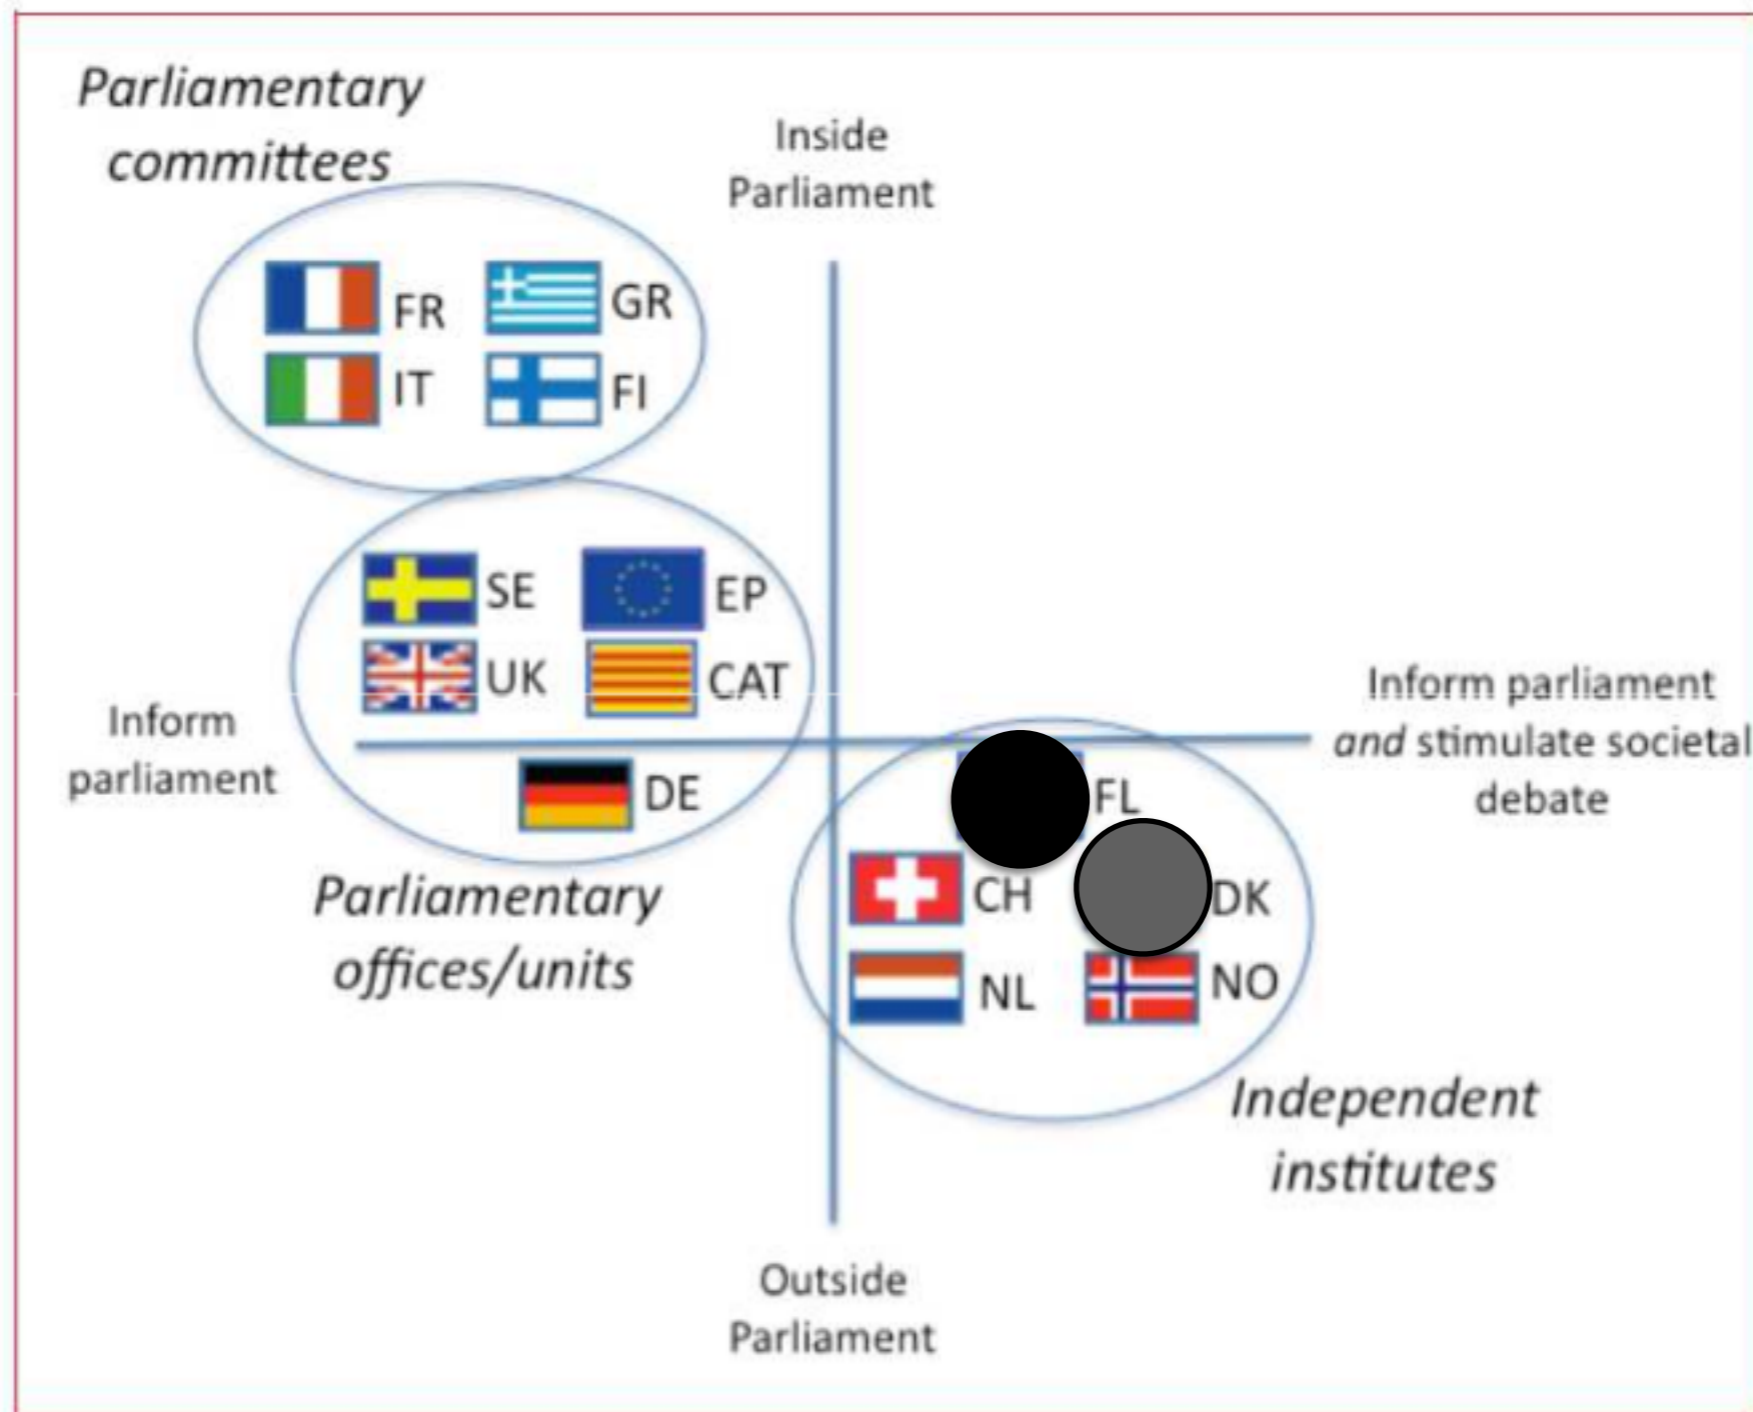 Parliamentary
committees
Inside
Parliament
FR GR
IT FI
SE EP
UK CAT
Inform
parliament
Inform parliament
and stimulate societal
debate
DE
FL
CH DK
NL NO
Parliamentary
offices/units
Independent
institutes
Outside
Parliament